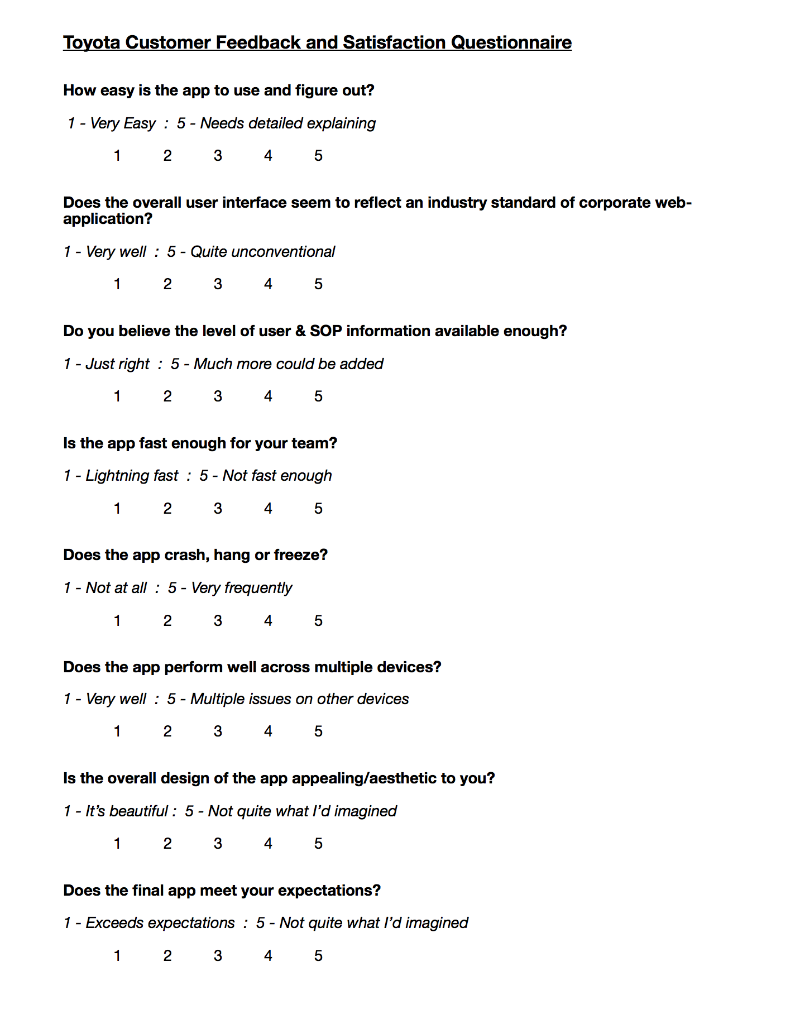 Toyota Customer Feedback and Satisfaction Questionnaire
How easy is the app to use and figure out?
1 - Very Easy : 5 - Needs detailed explaining
1 2 3 4 5
Does the overall user interface seem to reflect an industry standard of corporate web-
application?
1 - Very well : 5 - Quite unconventional
1 2 3 4 5
Do you believe the level of user & SOP information available enough?
1 - Just right : 5 - Much more could be added
1 2 3 4 5
Is the app fast enough for your team?
1 - Lightning fast : 5 - Not fast enough
1 2 3 4 5
Does the app crash, hang or freeze?
1 - Not at all : 5 - Very frequently
1 2 3 4 5
Does the app perform well across multiple devices?
1 - Very well : 5 - Multiple issues on other devices
1 2 3 4 5
Is the overall design of the app appealing/aesthetic to you?
1 - It's beautiful : 5 - Not quite what I'd imagined
1 2 3 4 5
Does the final app meet your expectations?
1 - Exceeds expectations : 5 - Not quite what I'd imagined
1 2 3 4 5